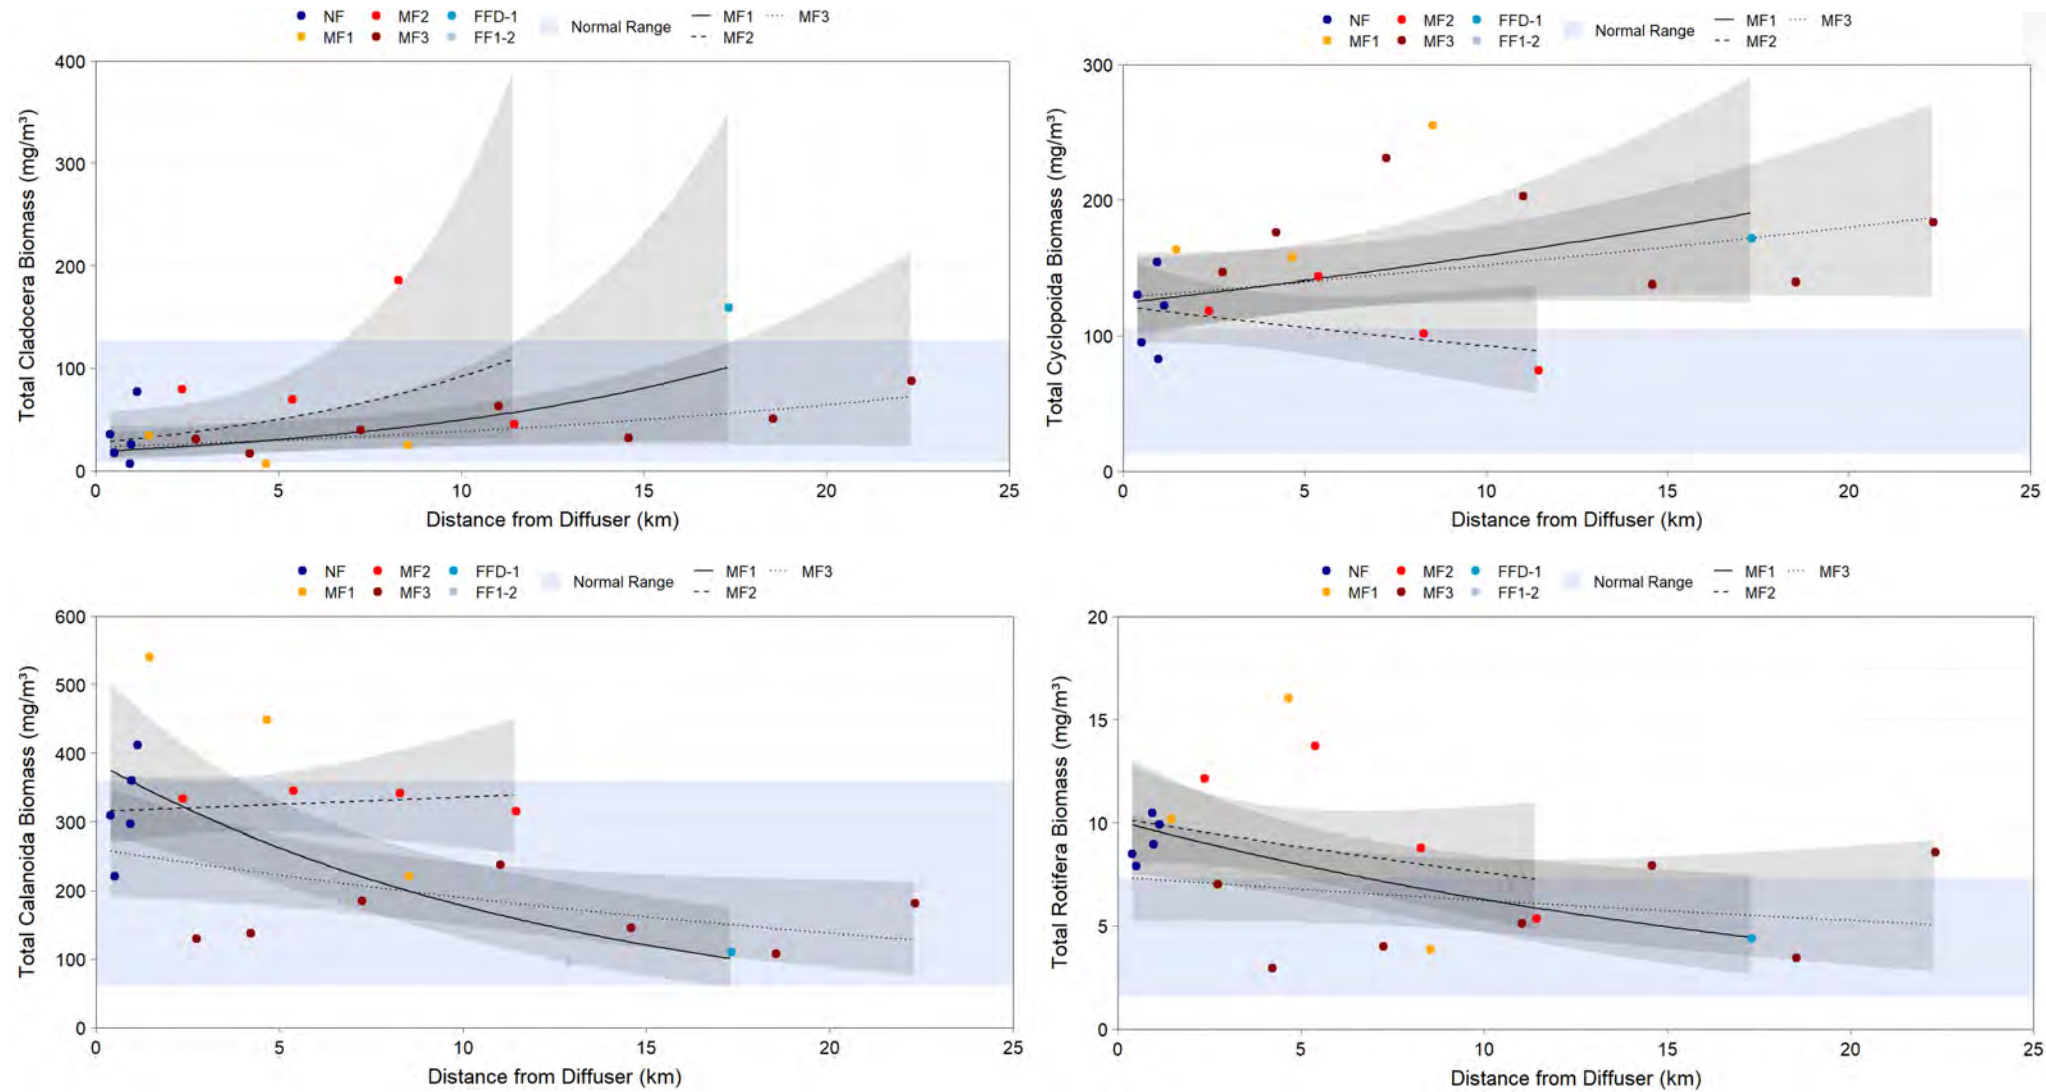 NF MF2 FFD-1 Normal Range MF1 MF3
MF1 MF3 FF1-2 MF2
Total Cladocera Biomass (mg/m³)
400
300
200
100
0
0 5 10 15 20 25
Distance from Diffuser (km)
NF MF2 FFD-1 Normal Range MF1 MF3
MF1 MF3 FF1-2 MF2
Total Cyclopoida Biomass (mg/m³)
300
200
100
0
0 5 10 15 20 25
Distance from Diffuser (km)
NF MF2 FFD-1 Normal Range MF1 MF3
MF1 MF3 FF1-2 MF2
Total Calanoida Biomass (mg/m³)
600
500
400
300
200
100
0
0 5 10 15 20 25
Distance from Diffuser (km)
NF MF2 FFD-1 Normal Range MF1 MF3
MF1 MF3 FF1-2 MF2
Total Rotifera Biomass (mg/m³)
20
15
10
5
0
0 5 10 15 20 25
Distance from Diffuser (km)